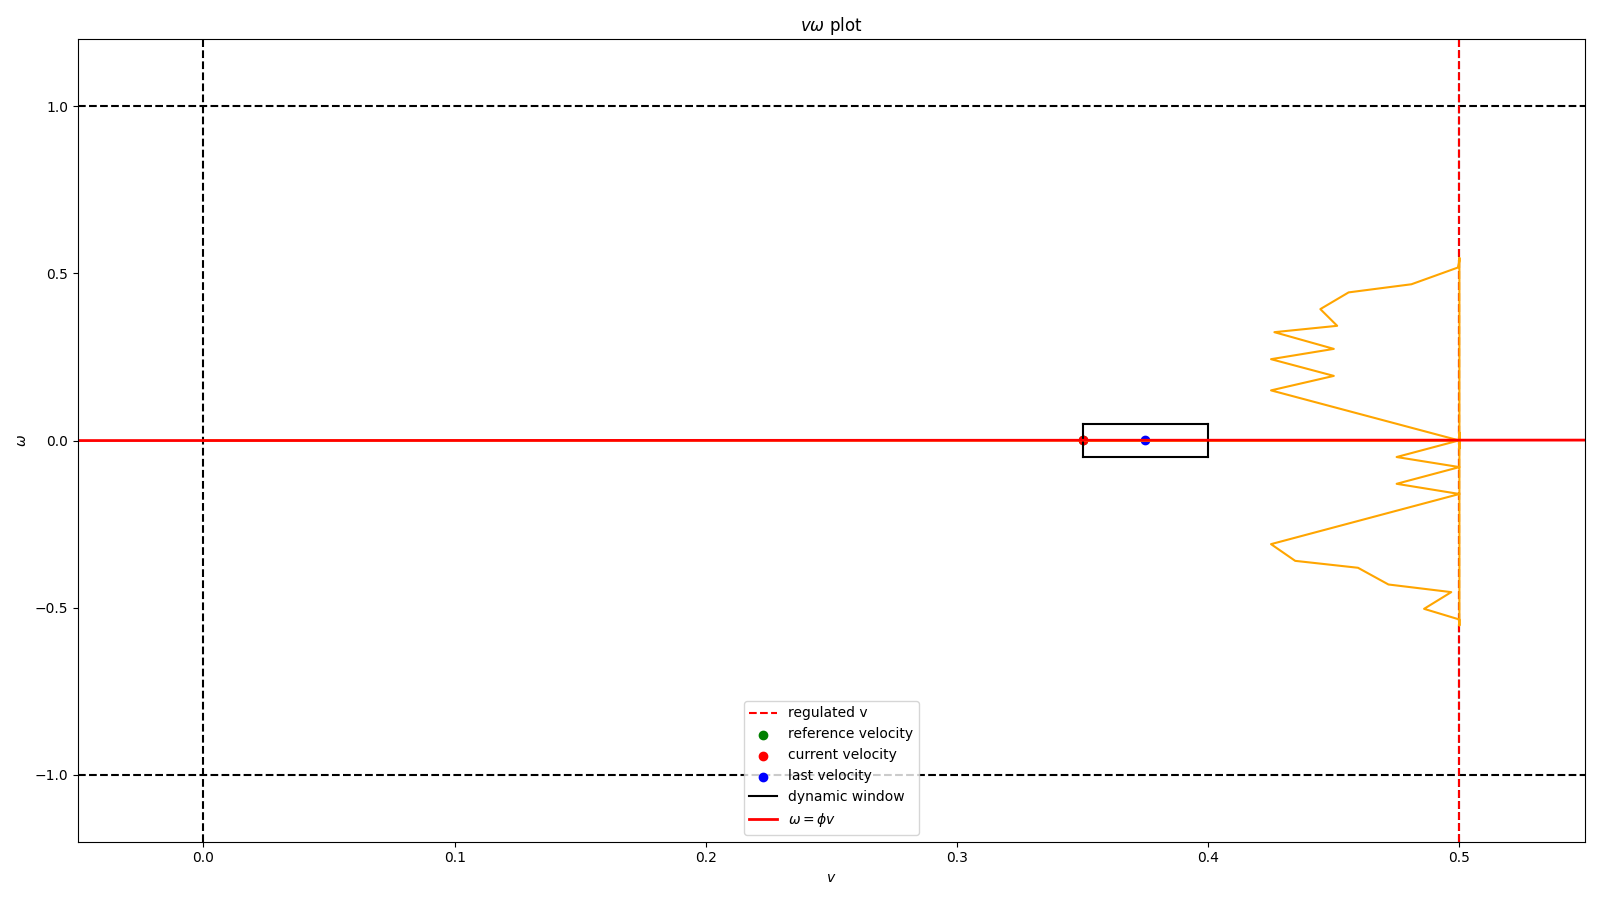 vω plot
1.0
0.5
0.0
−0.5
−1.0
ω
0.0 0.1 0.2 0.3 0.4 0.5
v
regulated v
reference velocity
current velocity
last velocity
dynamic window
ω = ϕv